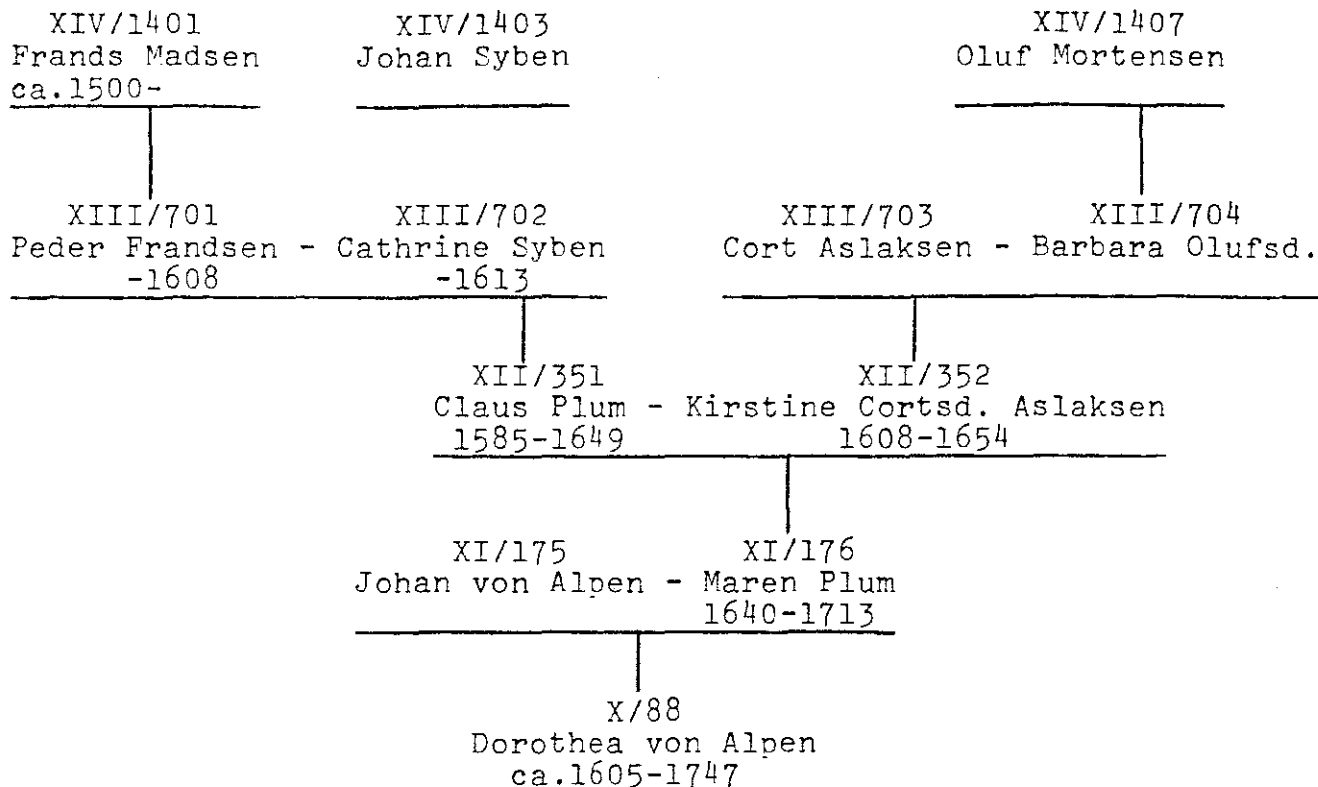 XIV/1401 XIV/1403 XIV/1407
Frands Madsen Johan Syben Oluf Mortensen
ca.1500-
XIII/701 XIII/702 XIII/703 XIII/704
Peder Frandsen - Cathrine Syben Cort Aslaksen - Barbara Olufsd.
-1608 -1613
XII/351 XII/352
Claus Plum - Kirstine Cortsd. Aslaksen
1585-1649 1608-1654
XI/175 XI/176
Johan von Alpen - Maren Plum
1640-1713
X/88
Dorothea von Alpen
ca.1605-1747